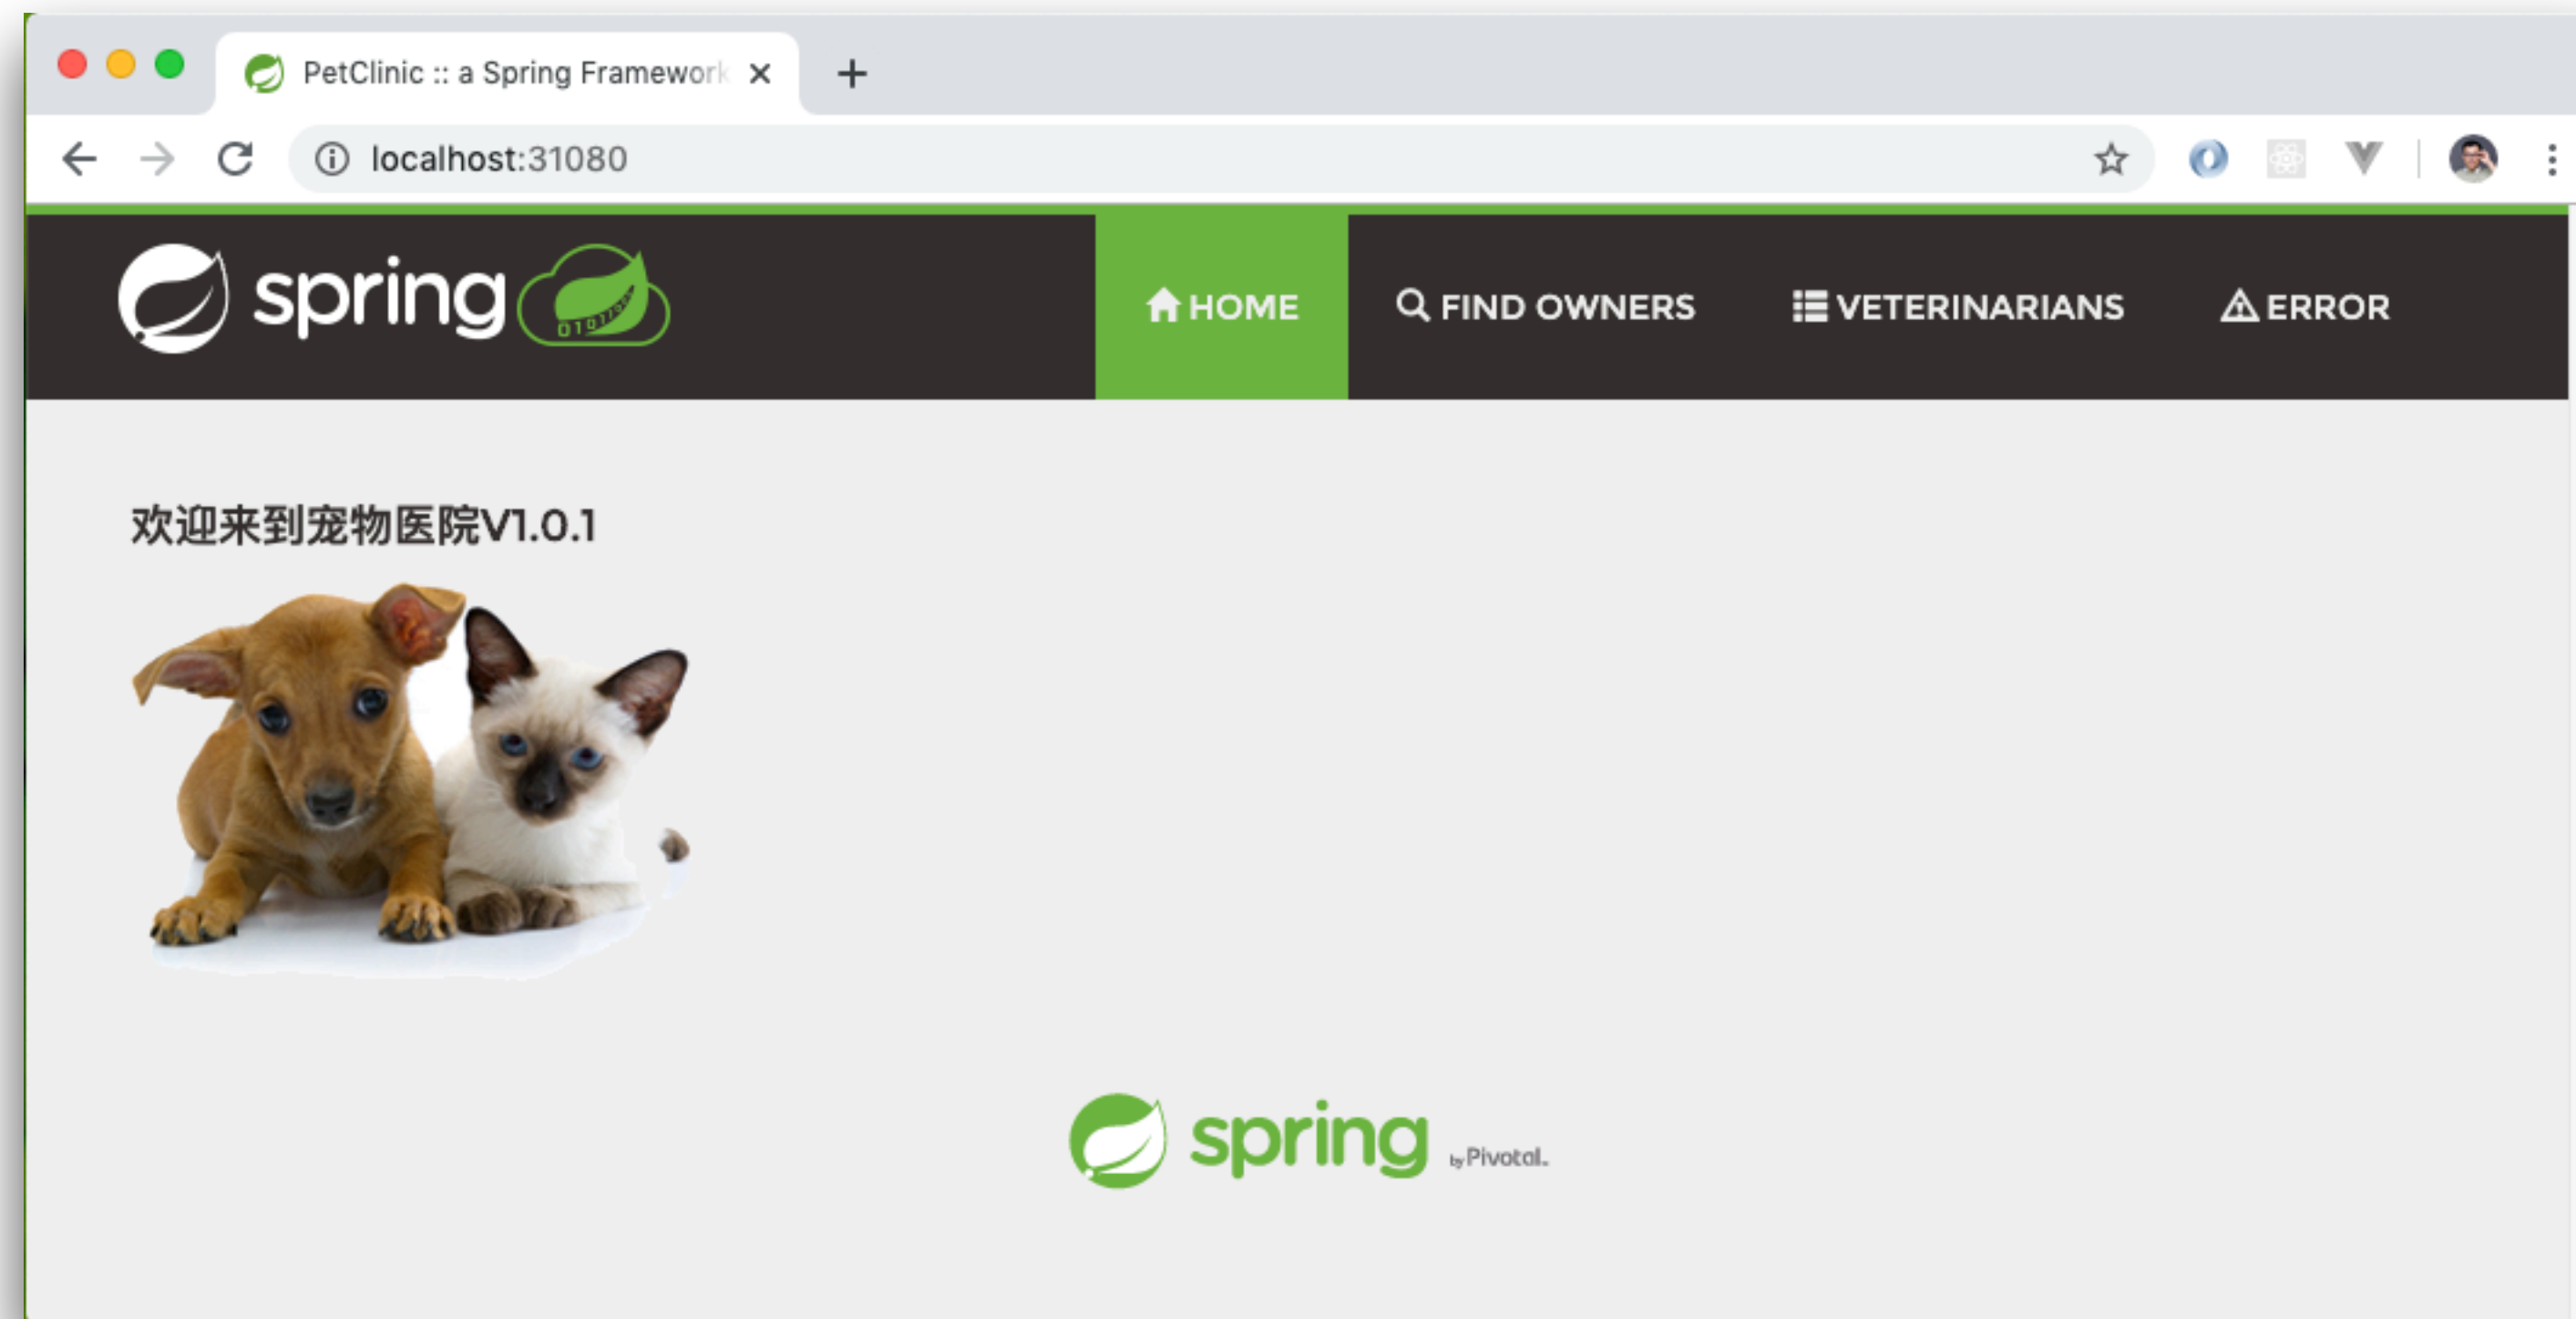 PetClinic :: a Spring Framework
localhost:31080
spring
HOME
FIND OWNERS
VETERINARIANS
ERROR
欢迎来到宠物医院V1.0.1
spring by Pivotal.